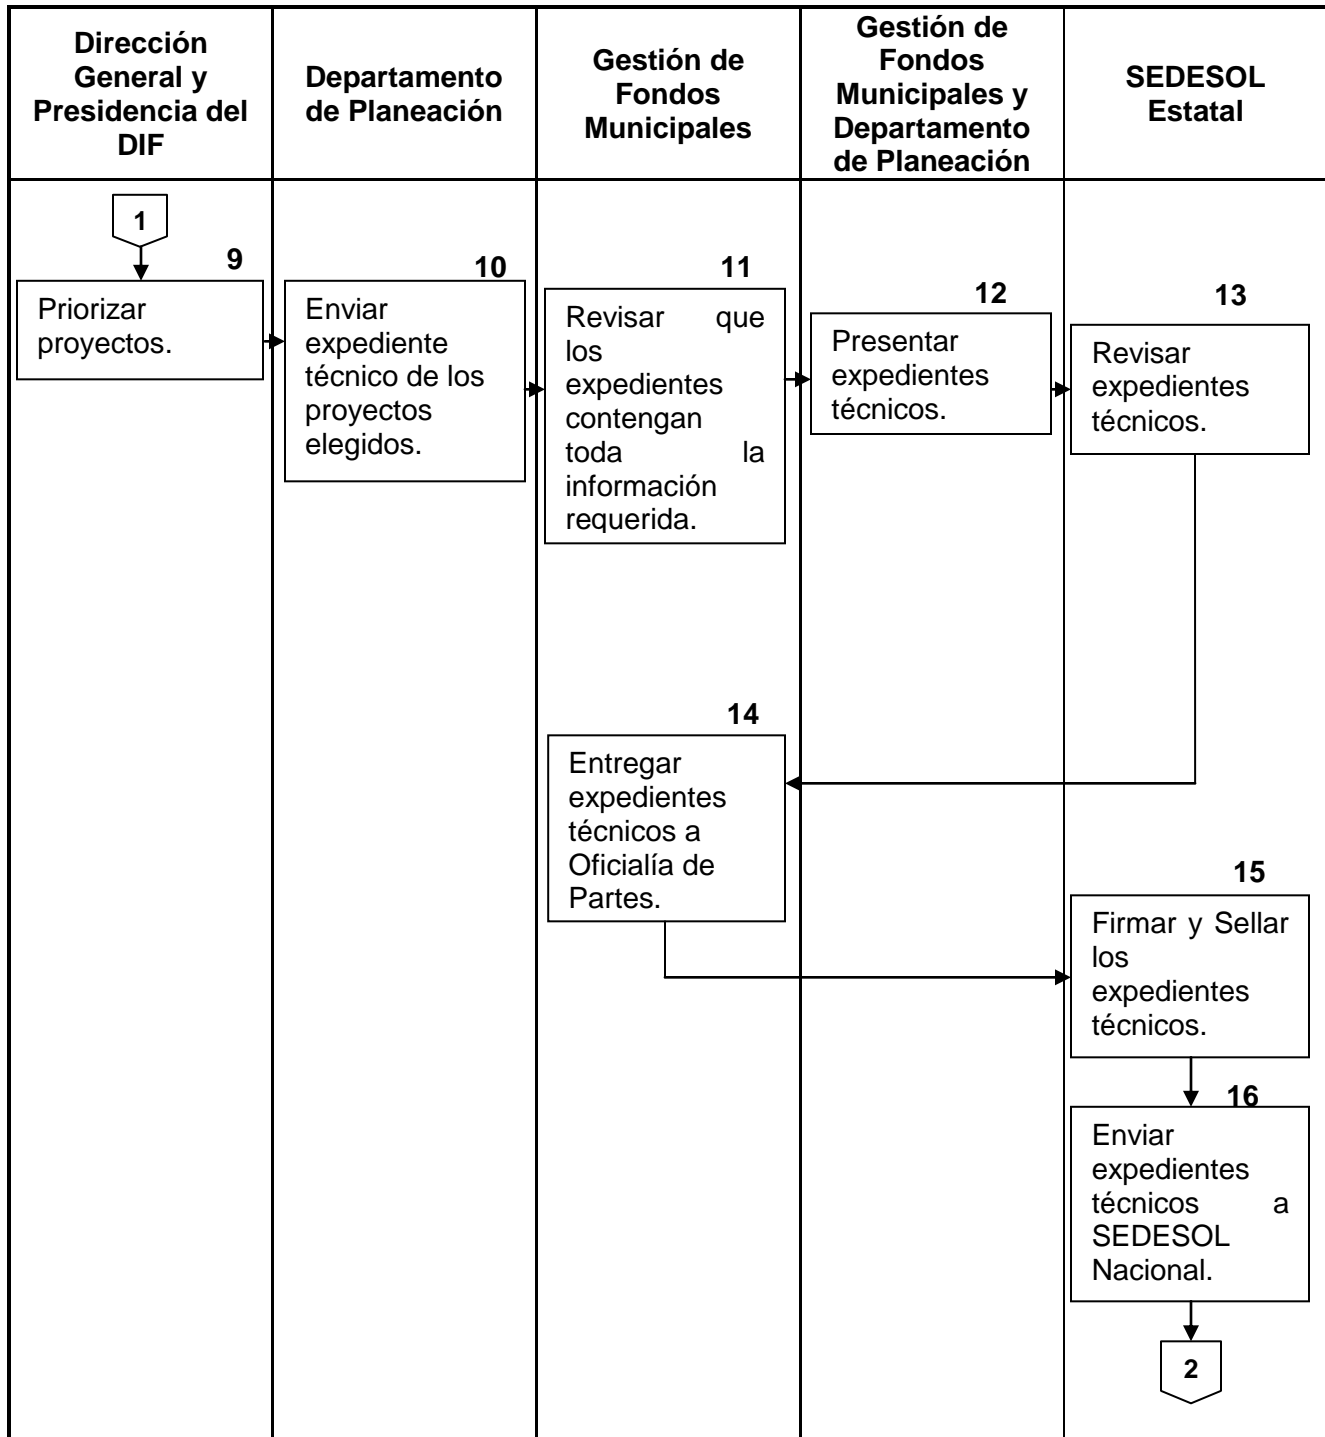 Dirección
General y
Presidencia del
DIF
Departamento
de Planeación
Gestión de
Fondos
Municipales
Gestión de
Fondos
Municipales y
Departamento
de Planeación
SEDESOL
Estatal
1
9
Priorizar
proyectos.
10
Enviar
expediente
técnico de los
proyectos
elegidos.
11
Revisar que
los
expedientes
contengan
toda la
información
requerida.
12
Presentar
expedientes
técnicos.
13
Revisar
expedientes
técnicos.
14
Entregar
expedientes
técnicos a
Oficialía de
Partes.
15
Firmar y Sellar
los
expedientes
técnicos.
16
Enviar
expedientes
técnicos a
SEDESOL
Nacional.
2